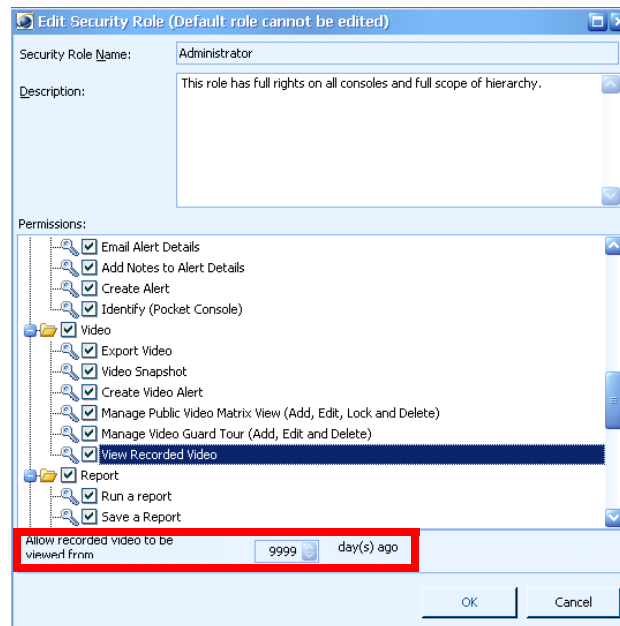 Edit Security Role (Default role cannot be edited)
Security Role Name: Administrator
Description: This role has full rights on all consoles and full scope of hierarchy.
Permissions:
Email Alert Details
Add Notes to Alert Details
Create Alert
Identify (Pocket Console)
Video
Export Video
Video Snapshot
Create Video Alert
Manage Public Video Matrix View (Add, Edit, Lock and Delete)
Manage Video Guard Tour (Add, Edit and Delete)
View Recorded Video
Report
Run a report
Save a Report
Allow recorded video to be
viewed from 9999 day(s) ago
OK Cancel